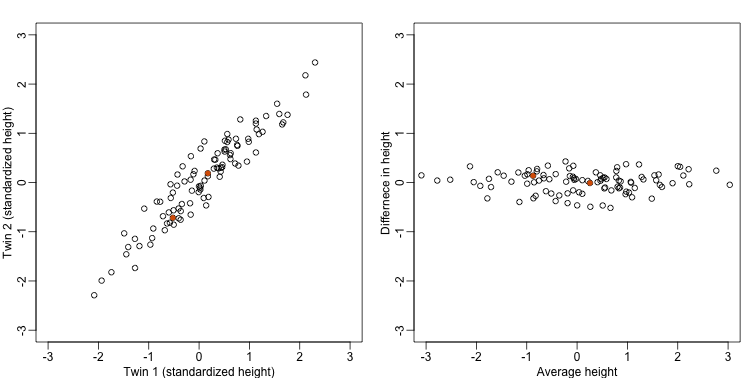 3
2
1
0
-1
-2
-3
Twin 2 (standardized height)
-3 -2 -1 0 1 2 3
Twin 1 (standardized height)
3
2
1
0
-1
-2
-3
Differnece in height
-3 -2 -1 0 1 2 3
Average height